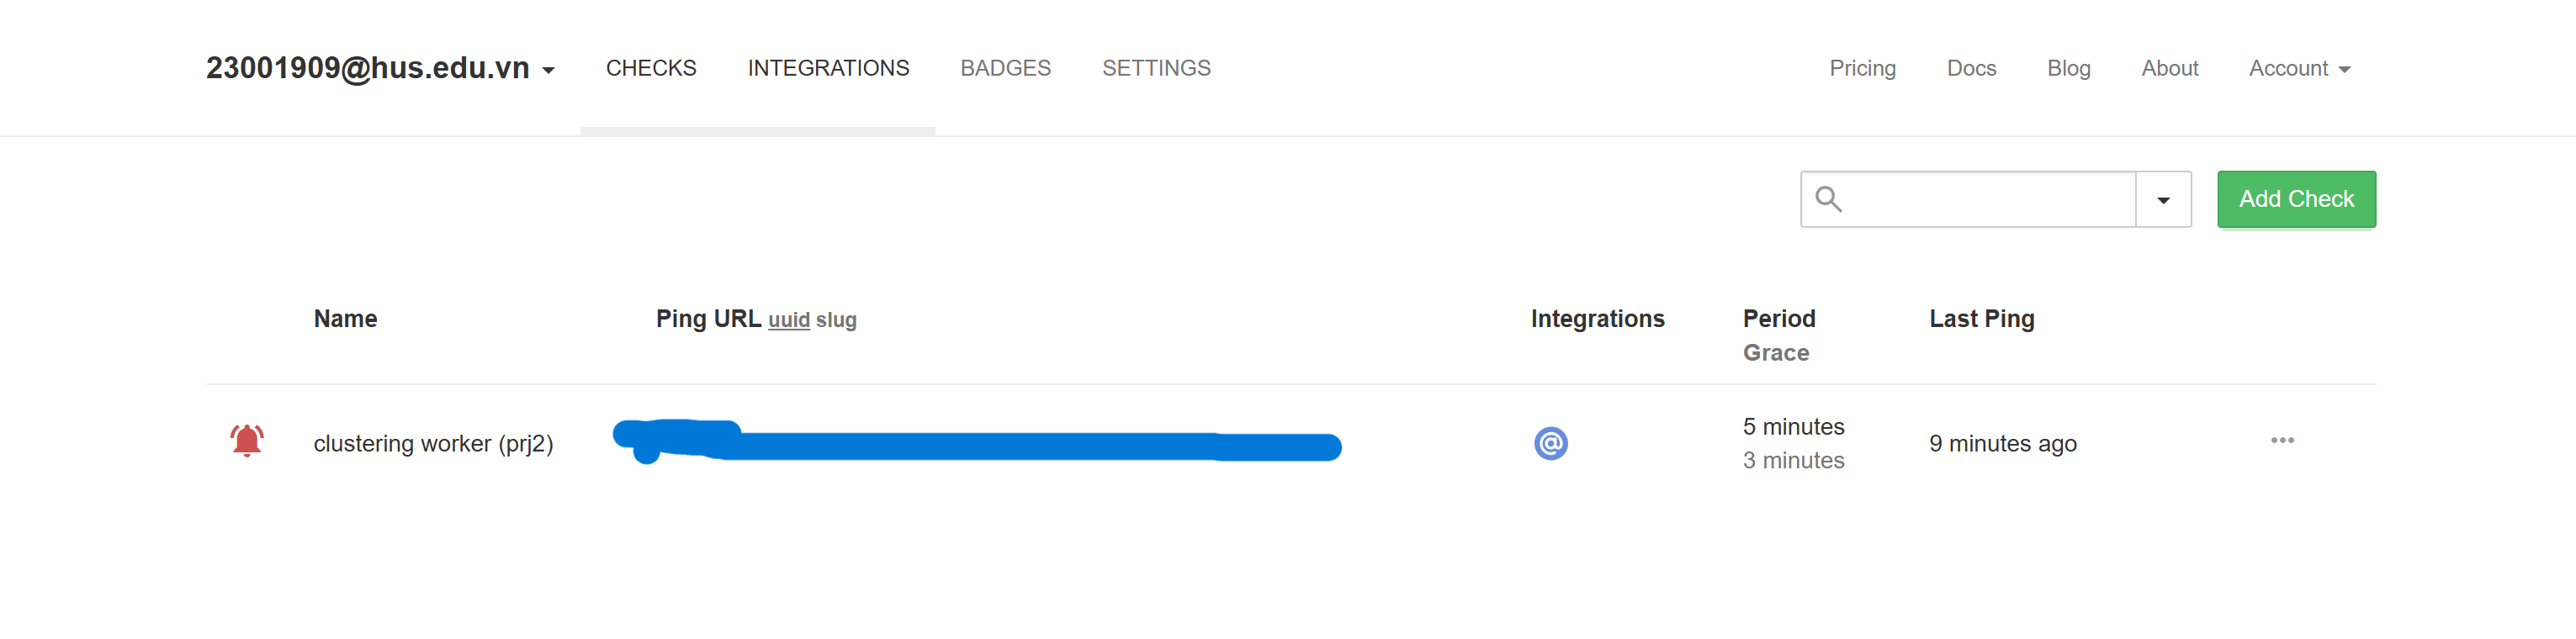 23001909@hus.edu.vn CHECKS INTEGRATIONS BADGES SETTINGS Pricing Docs Blog About Account
Add Check
Name Ping URL uuid slug Integrations Period Last Ping
Grace
clustering worker (prj2) 5 minutes 9 minutes ago
3 minutes